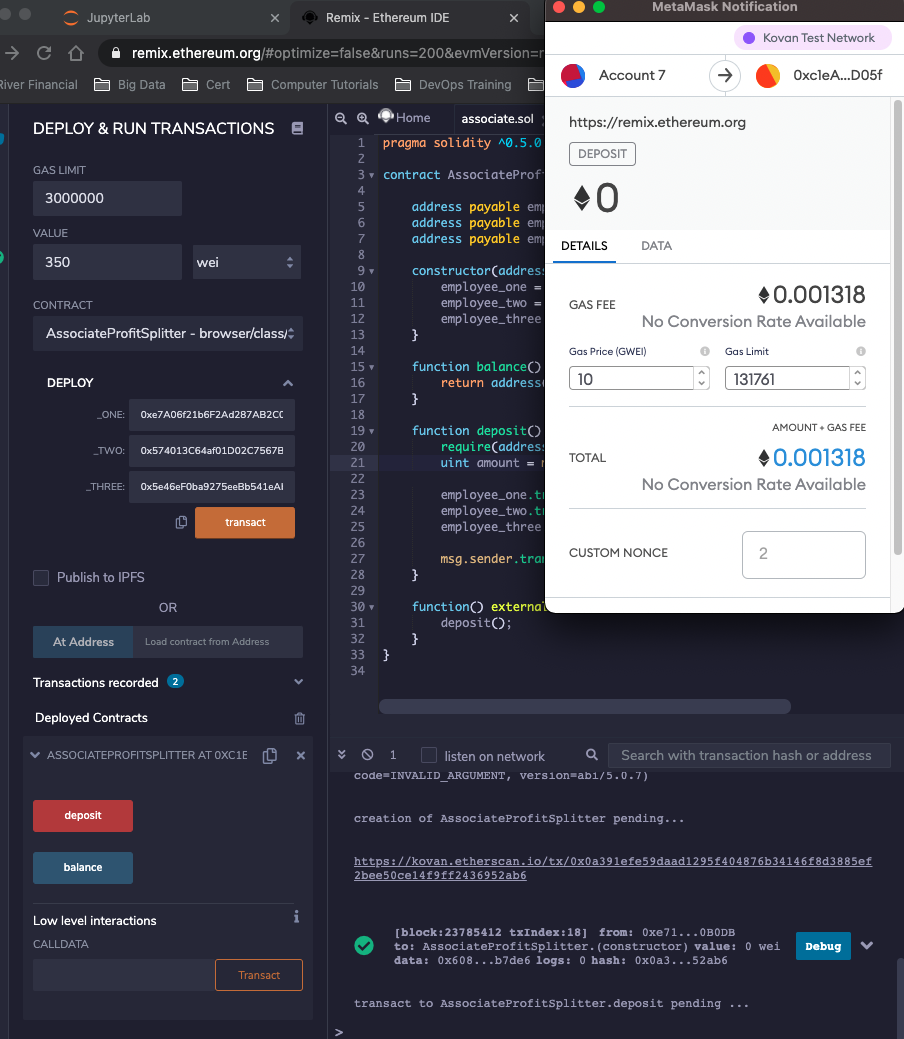 JupyterLab
Remix - Ethereum IDE
remix.ethereum.org/#optimize=false&runs=200&evmVersion=
River Financial
Big Data
Cert
Computer Tutorials
DevOps Training
DEPLOY & RUN TRANSACTIONS
GAS LIMIT
3000000
VALUE
350
wei
CONTRACT
AssociateProfitSplitter - browser/class/
DEPLOY
_ONE:
0xe7A06f21b6F2Ad287AB2C0
_TWO:
0x574013C64af01D02C7567B
_THREE:
0x5e46eF0ba9275eeBb541eAl
transact
Publish to IPFS
OR
At Address
Load contract from Address
Transactions recorded 2
Deployed Contracts
ASSOCIATEPROFITSPLITTER AT 0XC1E
deposit
balance
Low level interactions
CALLDATA
Transact
Home
associate.sol
1 pragma solidity ^0.5.0
2
3 contract AssociateProf
4
5 address payable em
6 address payable em
7 address payable em
8
9 constructor(addres
10 employee_one =
11 employee_two =
12 employee_three
13 }
14
15 function balance()
16 return address(
17 }
18
19 function deposit()
20 require(addres
21 uint amount =
22
23 employee_one.t
24 employee_two.t
25 employee_three
26
27 msg.sender.tra
28 }
29
30 function() external
31 deposit();
32 }
33 }
34
1
listen on network
Search with transaction hash or address
code=INVALID_ARGUMENT, version=abi/5.0.7)
creation of AssociateProfitSplitter pending...
https://kovan.etherscan.io/tx/0x0a391efe59daad1295f404876b34146f8d3885ef
2bee50ce14f9ff2436952ab6
[block:23785412 txIndex:18] from: 0xe71...0B0DB
to: AssociateProfitSplitter.(constructor) value: 0 wei
data: 0x608...b7de6 logs: 0 hash: 0x0a3...52ab6
Debug
transact to AssociateProfitSplitter.deposit pending ...
>
MetaMask Notification
Kovan Test Network
Account 7
0xc1eA...D05f
https://remix.ethereum.org
DEPOSIT
0
DETAILS
DATA
GAS FEE
0.001318
No Conversion Rate Available
Gas Price (GWEI)
Gas Limit
10
131761
AMOUNT + GAS FEE
TOTAL
0.001318
No Conversion Rate Available
CUSTOM NONCE
2